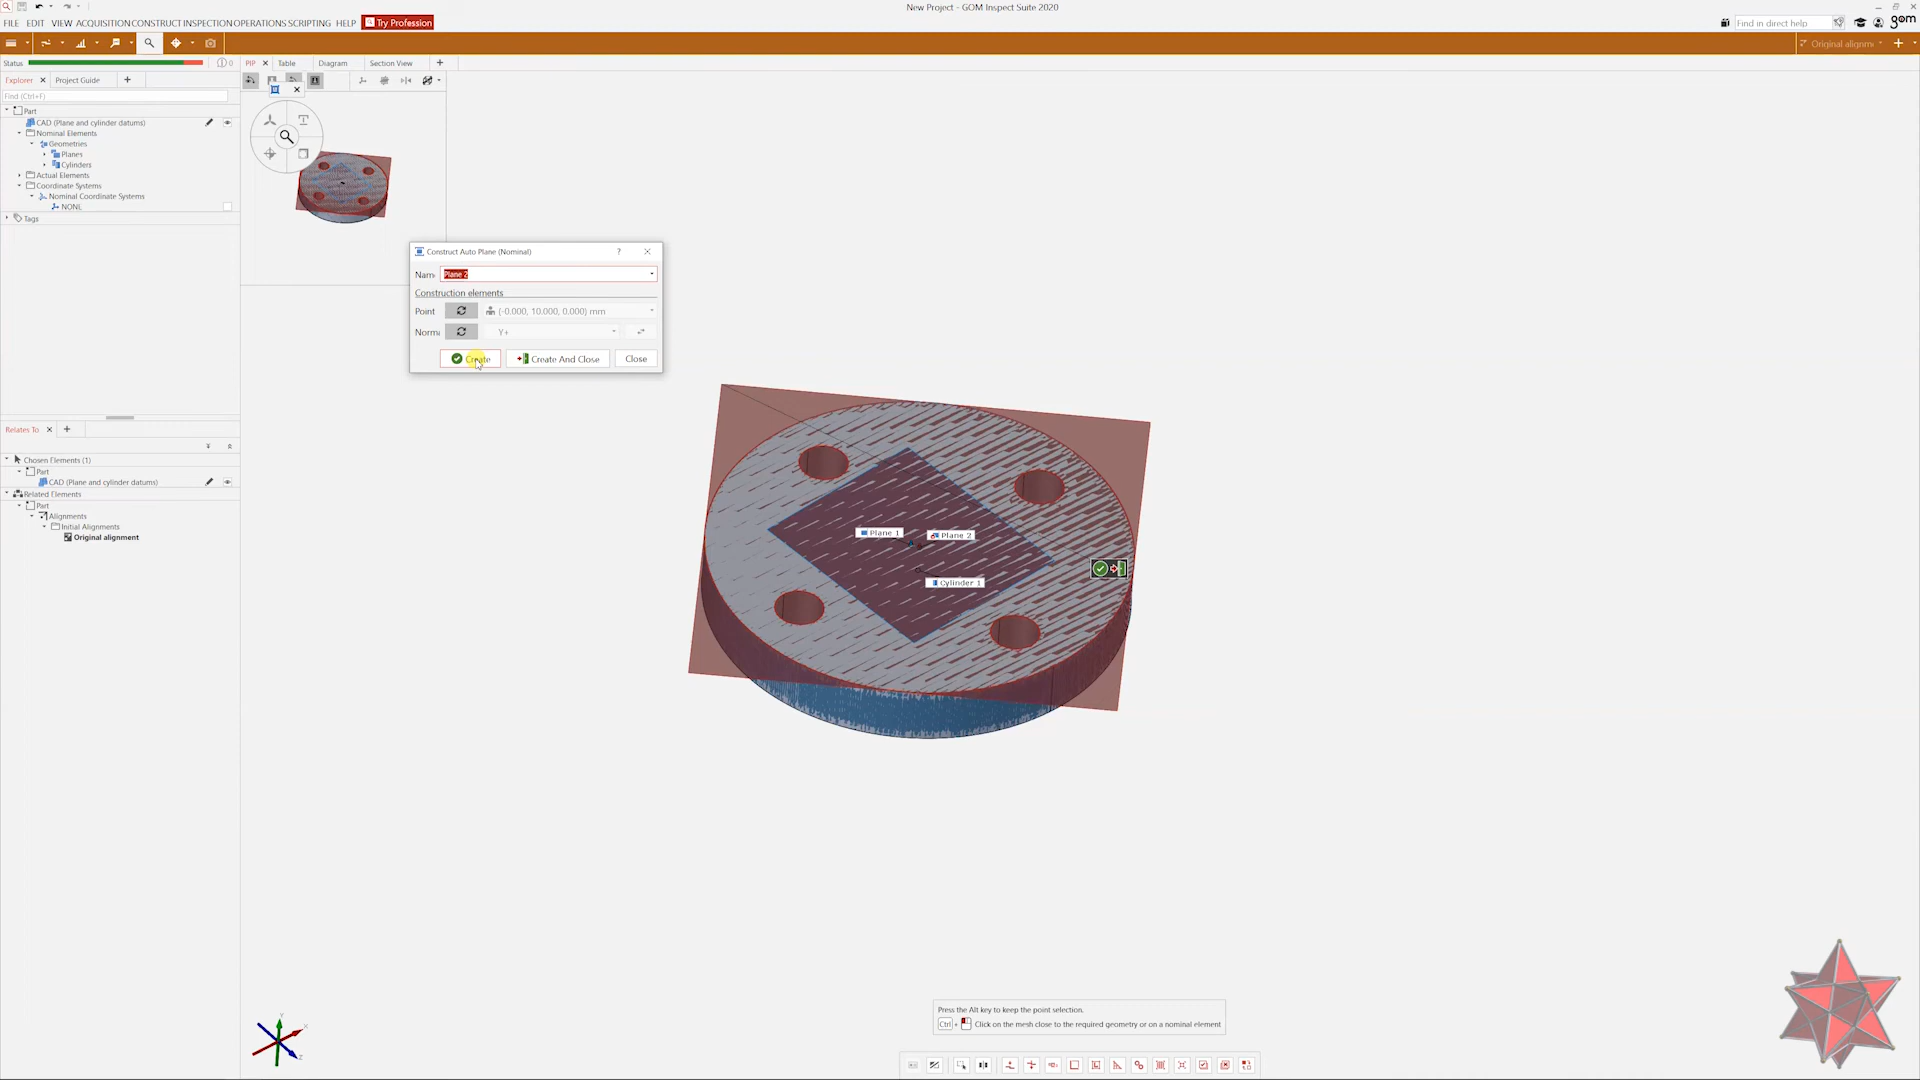 New Project - GOM Inspect Suite 2020
FILE EDIT VIEW ACQUISITION CONSTRUCT INSPECTION OPERATIONS SCRIPTING HELP Try Profession
Find in direct help
gom
Original alignm
Status
0
PIP Table Diagram Section View
Explorer Project Guide
Find (Ctrl+F)
Part
CAD (Plane and cylinder datums)
Nominal Elements
Geometries
Planes
Cylinders
Actual Elements
Coordinate Systems
Nominal Coordinate Systems
NONL
Tags
Construct Auto Plane (Nominal)
Nam Plane 2
Construction elements
Point (-0.000, 10.000, 0.000) mm
Norm Y+
Create Create And Close Close
Plane 1
Plane 2
Cylinder 1
Relates To
Chosen Elements (1)
Part
CAD (Plane and cylinder datums)
Related Elements
Part
Alignments
Initial Alignments
Original alignment
Press the Alt key to keep the point selection.
Ctrl + Click on the mesh close to the required geometry or on a nominal element
Y
X
Z